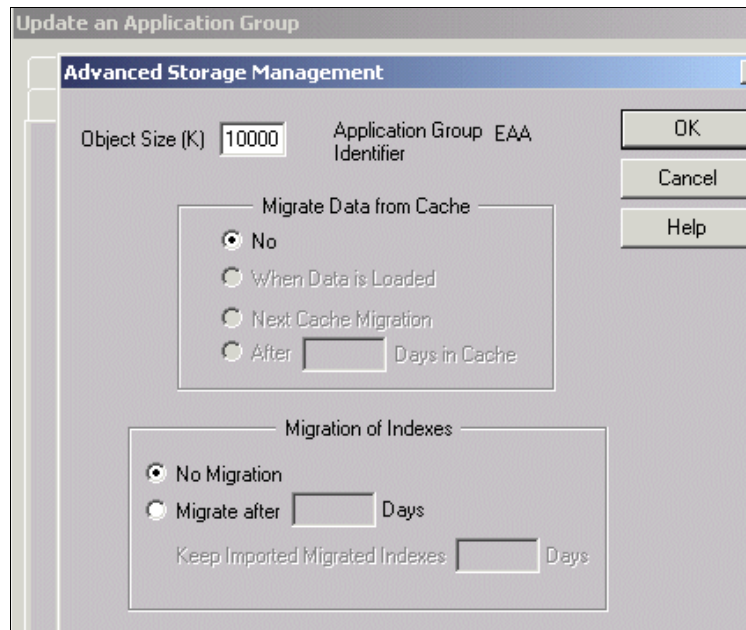 Update an Application Group
Advanced Storage Management
Object Size (K) 10000 Application Group Identifier EAA
OK
Cancel
Help
Migrate Data from Cache
No
When Data is Loaded
Next Cache Migration
After Days in Cache
Migration of Indexes
No Migration
Migrate after Days
Keep Imported Migrated Indexes Days